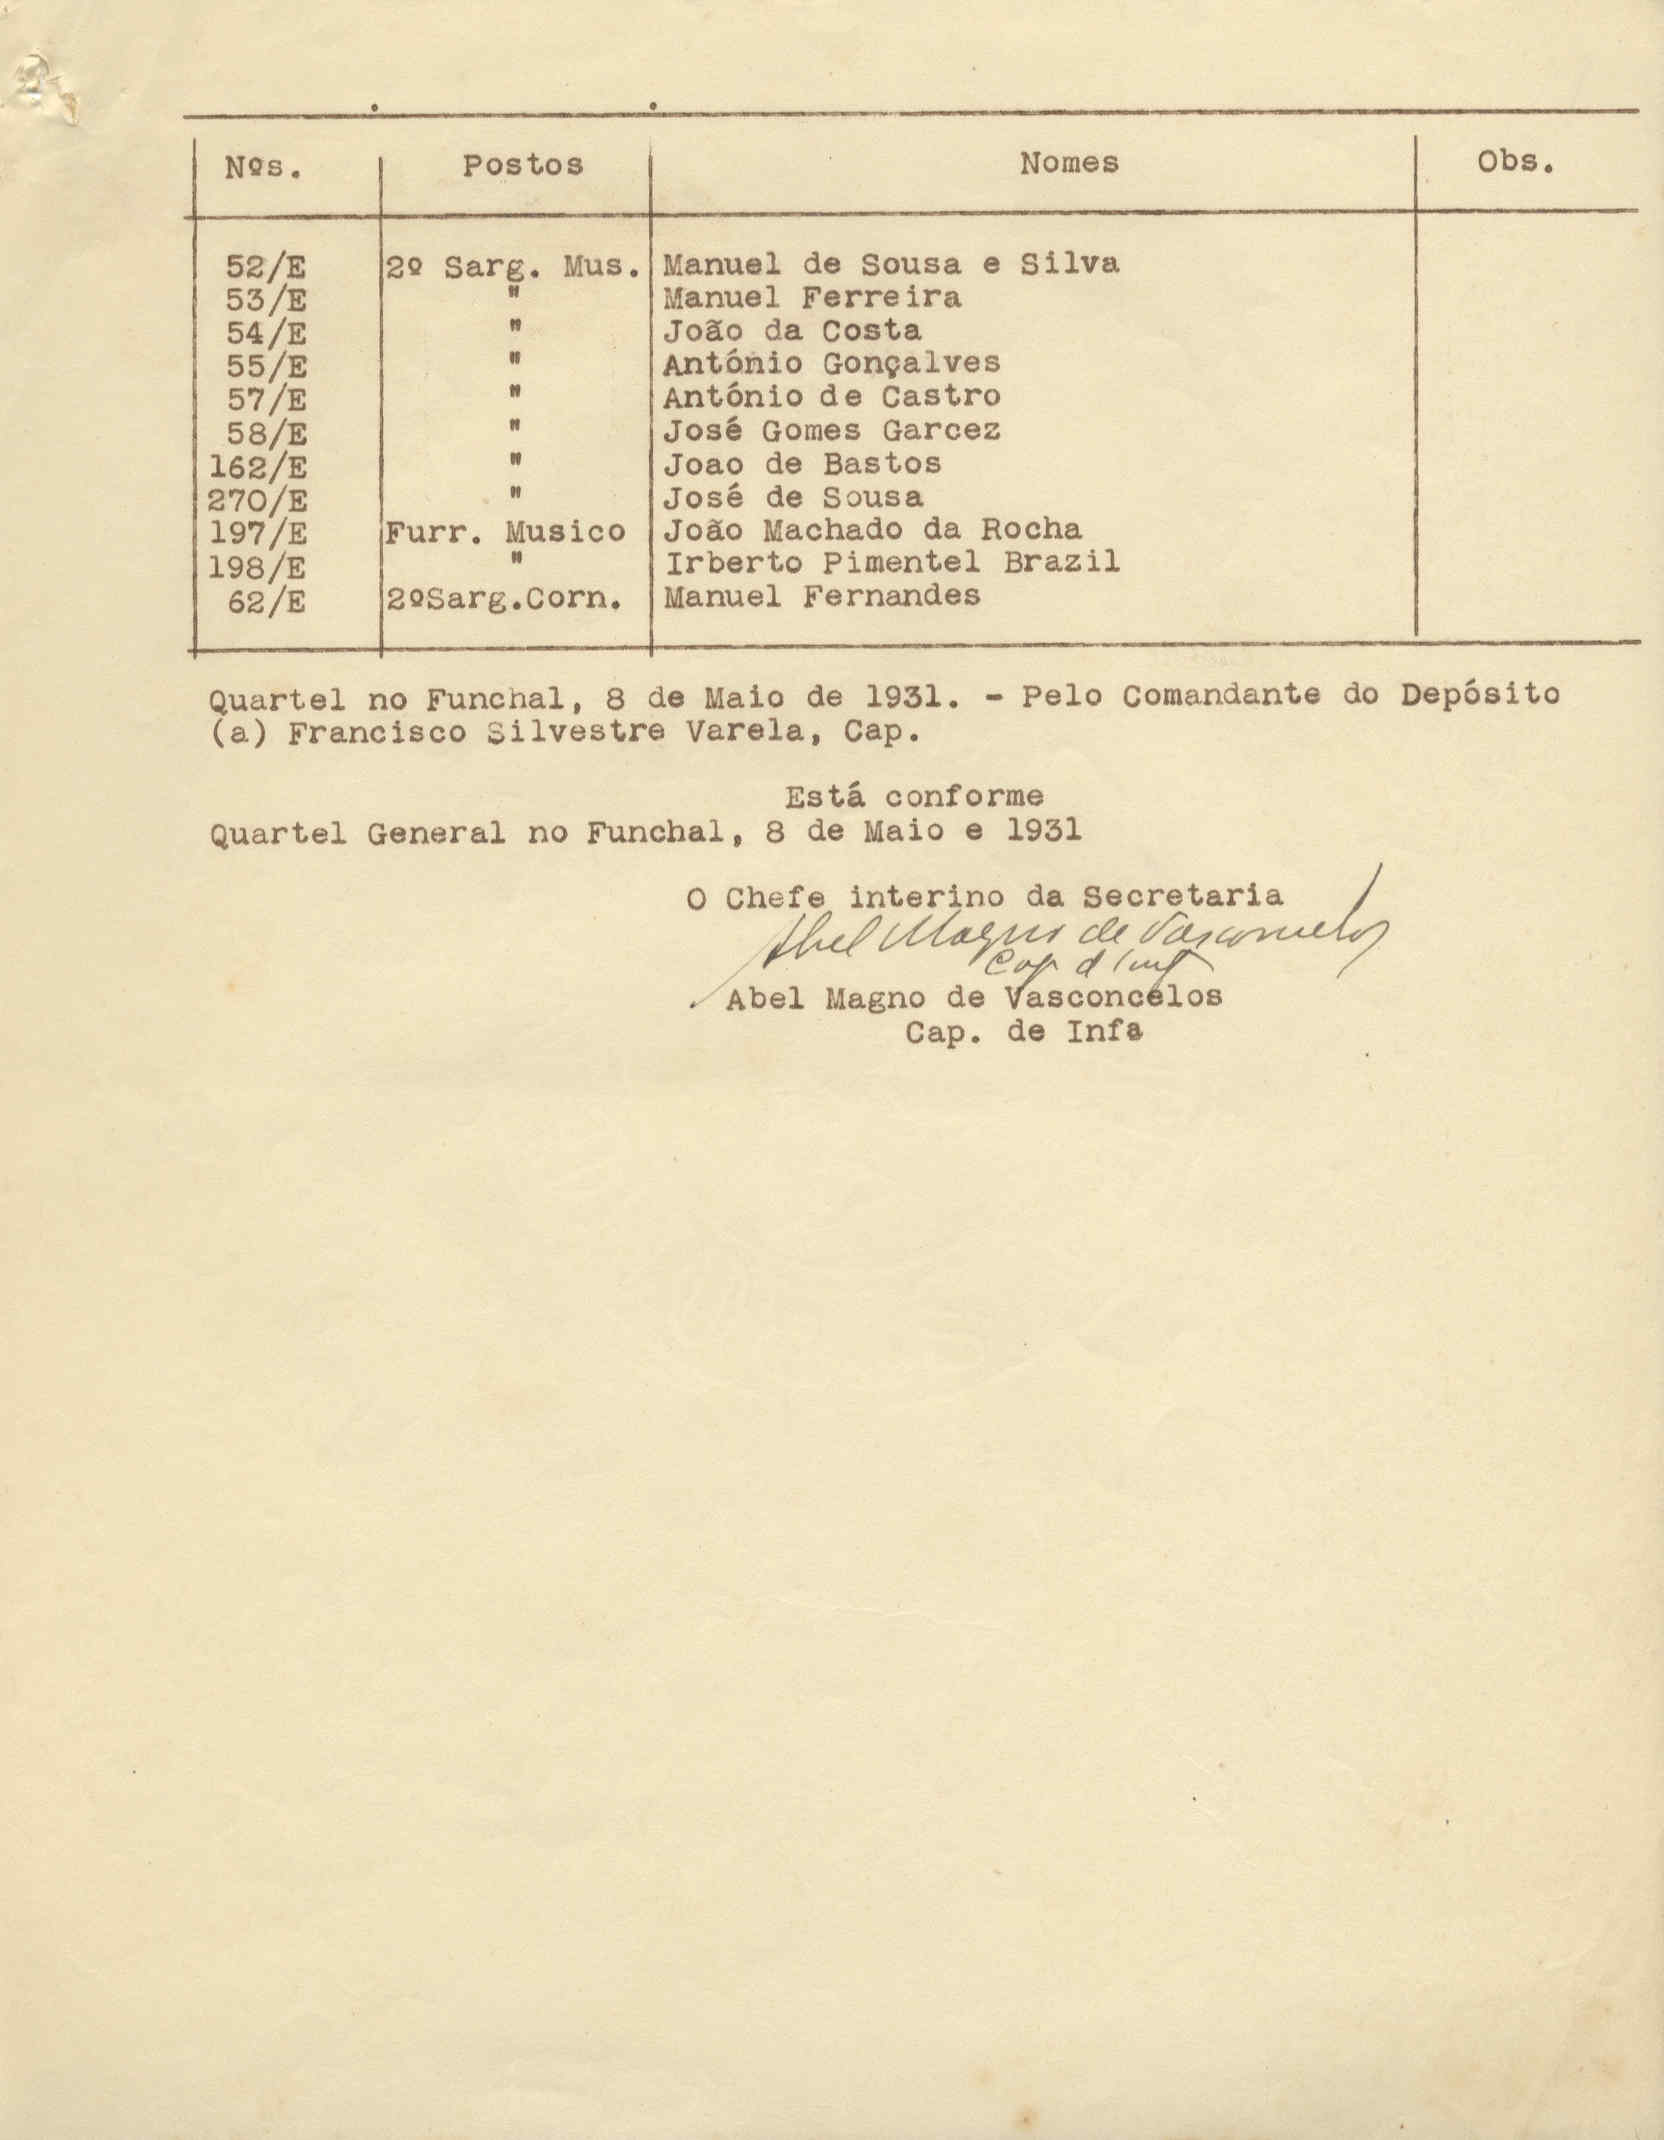 Nºs. Postos Nomes Obs.
52/E 2º Sarg. Mus. Manuel de Sousa e Silva
53/E " Manuel Ferreira
54/E " João da Costa
55/E " António Gonçalves
57/E " António de Castro
58/E " José Gomes Garcez
162/E " Joao de Bastos
270/E " José de Sousa
197/E Furr. Musico João Machado da Rocha
198/E " Irberto Pimentel Brazil
62/E 2ºSarg.Corn. Manuel Fernandes
Quartel no Funchal, 8 de Maio de 1931. - Pelo Comandante do Depósito
(a) Francisco Silvestre Varela, Cap.
Está conforme
Quartel General no Funchal, 8 de Maio e 1931
O Chefe interino da Secretaria
Abel Magno de Vasconcelos
Cap d'Inf
Abel Magno de Vasconcelos
Cap. de Infa